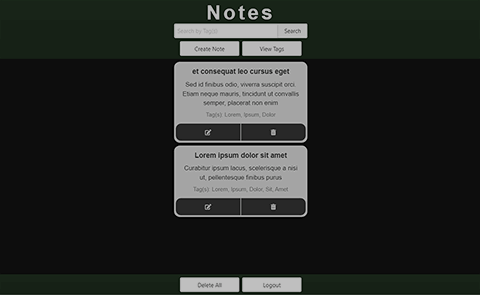 Notes
Search by Tag(s) Search
Create Note View Tags
et consequat leo cursus eget
Sed id finibus odio, viverra suscipit orci.
Etiam neque mauris, tincidunt ut convallis
semper, placerat non enim
Tag(s): Lorem, Ipsum, Dolor
Lorem ipsum dolor sit amet
Curabitur ipsum lacus, scelerisque a nisi
ut, pellentesque finibus purus
Tag(s): Lorem, Ipsum, Dolor, Sit, Amet
Delete All Logout